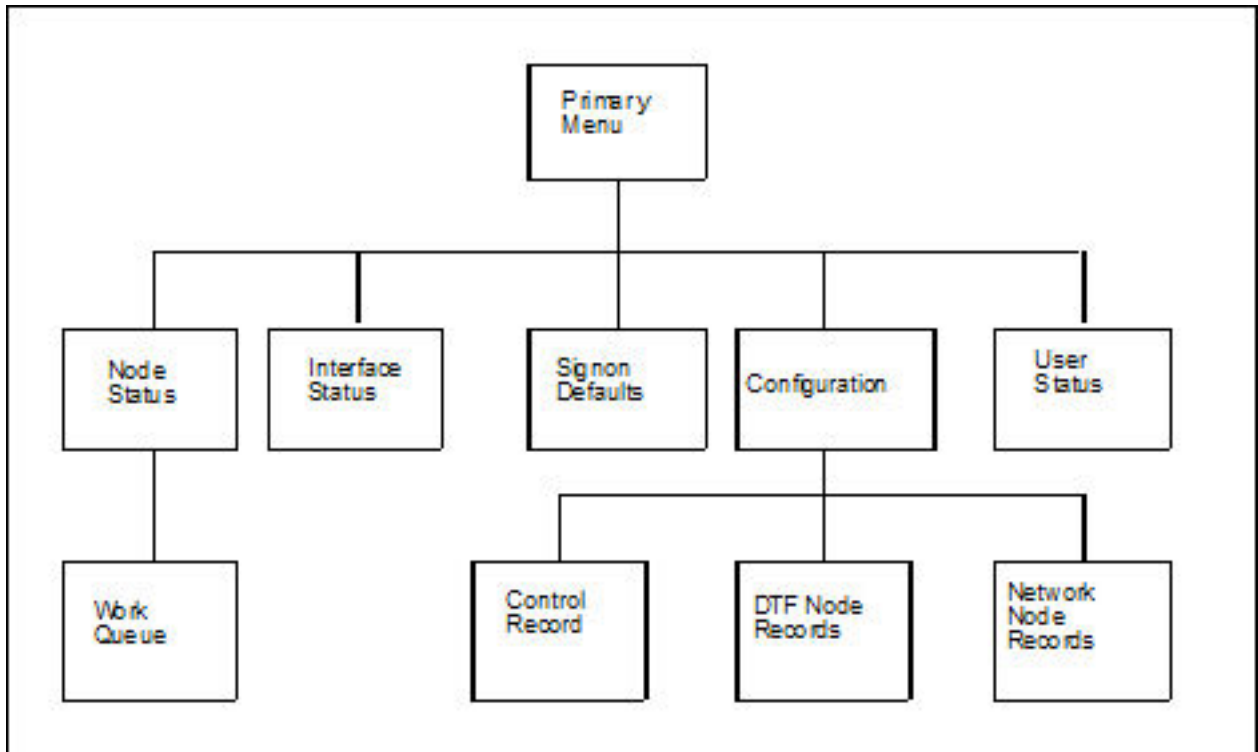 Primary
Menu
Node
Status
Interface
Status
Signon
Defaults
Configuration
User
Status
Work
Queue
Control
Record
DTF Node
Records
Network
Node
Records